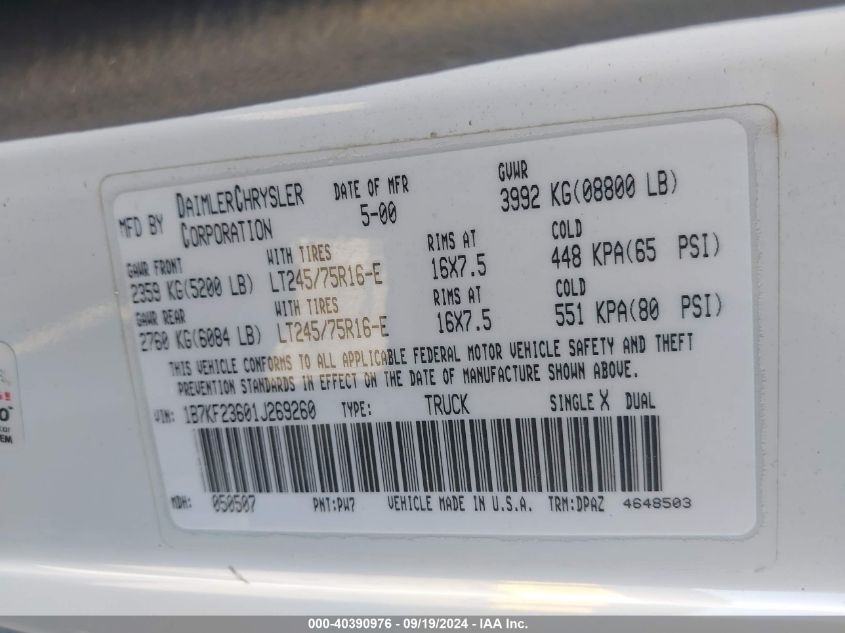 MFD BY DAIMLERCHRYSLER CORPORATION DATE OF MFR 5-00 GVWR 3992 KG(08800 LB)
GAWR FRONT WITH TIRES RIMS AT COLD
2359 KG(5200 LB) LT245/75R16-E 16X7.5 448 KPA(65 PSI)
GAWR REAR WITH TIRES RIMS AT COLD
2760 KG(6084 LB) LT245/75R16-E 16X7.5 551 KPA(80 PSI)
THIS VEHICLE CONFORMS TO ALL APPLICABLE FEDERAL MOTOR VEHICLE SAFETY AND THEFT
PREVENTION STANDARDS IN EFFECT ON THE DATE OF MANUFACTURE SHOWN ABOVE.
VIN: 1B7KF23601J269260 TYPE: TRUCK SINGLE X DUAL
MDH: 050507 PNT:PW7 VEHICLE MADE IN U.S.A. TRM:DPAZ 4648503
000-40390976 - 09/19/2024 - IAA Inc.